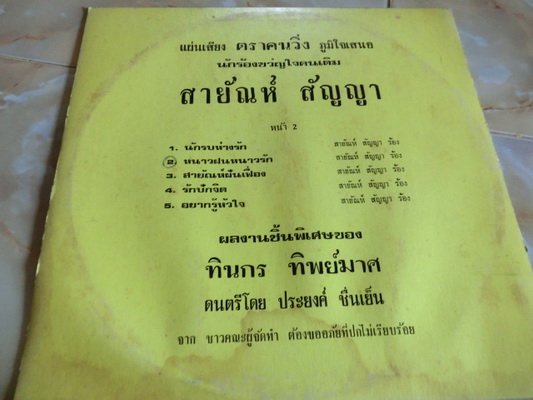 แผ่นเสียง ตราคนวิ่ง ภูมิใจเสนอ
นักร้องขวัญใจคนเดิม
สายัณห์ สัญญา
หน้า 2
1. นักรบห่างรัก สายัณห์ สัญญา ร้อง
2. หนาวฝนหนาวรัก สายัณห์ สัญญา ร้อง
3. สายัณห์ฝันเฟื่อง สายัณห์ สัญญา ร้อง
4. รักปักจิต สายัณห์ สัญญา ร้อง
5. อยากรู้หัวใจ สายัณห์ สัญญา ร้อง
ผลงานชิ้นพิเศษของ
ทินกร ทิพย์มาศ
ดนตรีโดย ประยงค์ ชื่นเย็น
จาก ชาวคณะผู้จัดทำ ต้องขออภัยที่ปกไม่เรียบร้อย